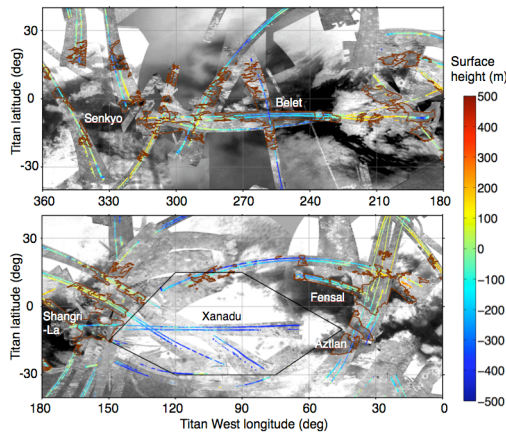 Titan latitude (deg)
30
0
-30
Senkyo
Belet
360
330
300
270
240
210
180
Surface
height (m)
500
400
300
200
100
0
-100
-200
-300
-400
-500
Titan latitude (deg)
30
0
-30
Shangri
-La
Xanadu
Fensal
Aztlan
180
150
120
90
60
30
0
Titan West longitude (deg)